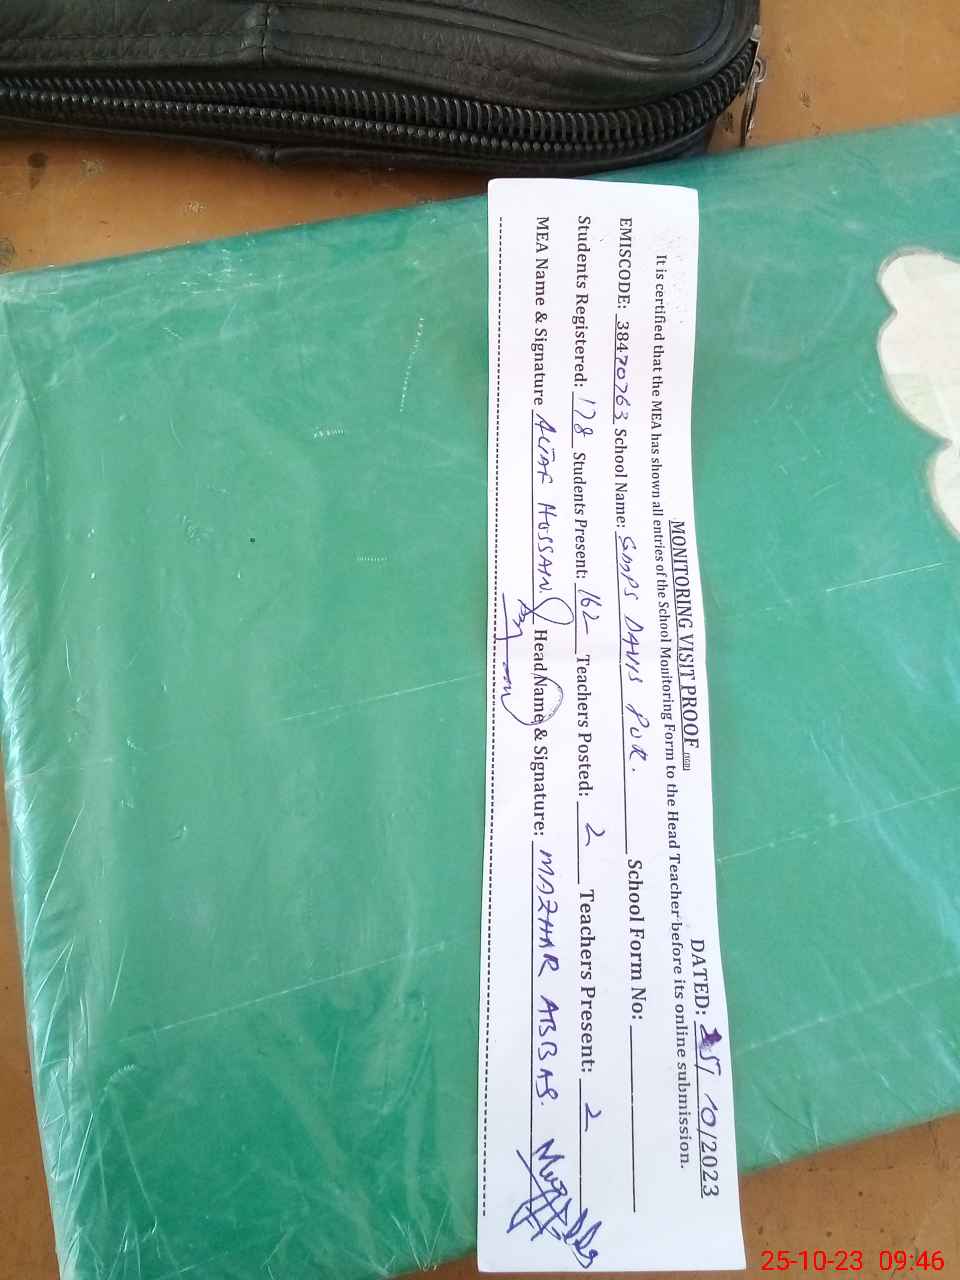 MONITORING VISIT PROOF (SGD)
DATED: 25/10/2023
It is certified that the MEA has shown all entries of the School Monitoring Form to the Head Teacher before its online submission.
EMISCODE: 38470763 School Name: GMPS DAVIS PUR. School Form No:
Students Registered: 178 Students Present: 162 Teachers Posted: 2 Teachers Present: 2
MEA Name & Signature ALTAF HUSSAIN. Head Name & Signature: MAZHAR ABBAS.
25-10-23 09:46